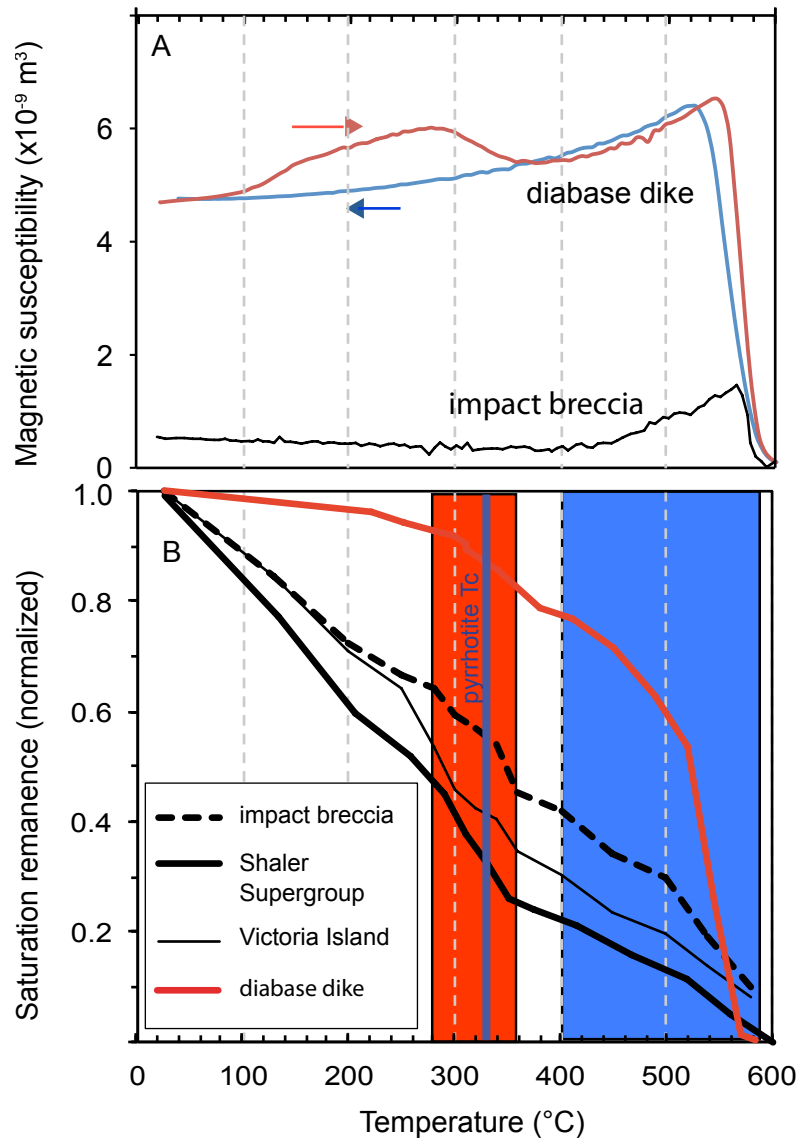 A
Magnetic susceptibility (x10⁻⁹ m³)
6
4
2
0
diabase dike
impact breccia
B
Saturation remanence (normalized)
1.0
0.8
0.6
0.4
0.2
pyrrhotite Tc
impact breccia
Shaler
Supergroup
Victoria Island
diabase dike
100
200
300
400
500
600
Temperature (°C)